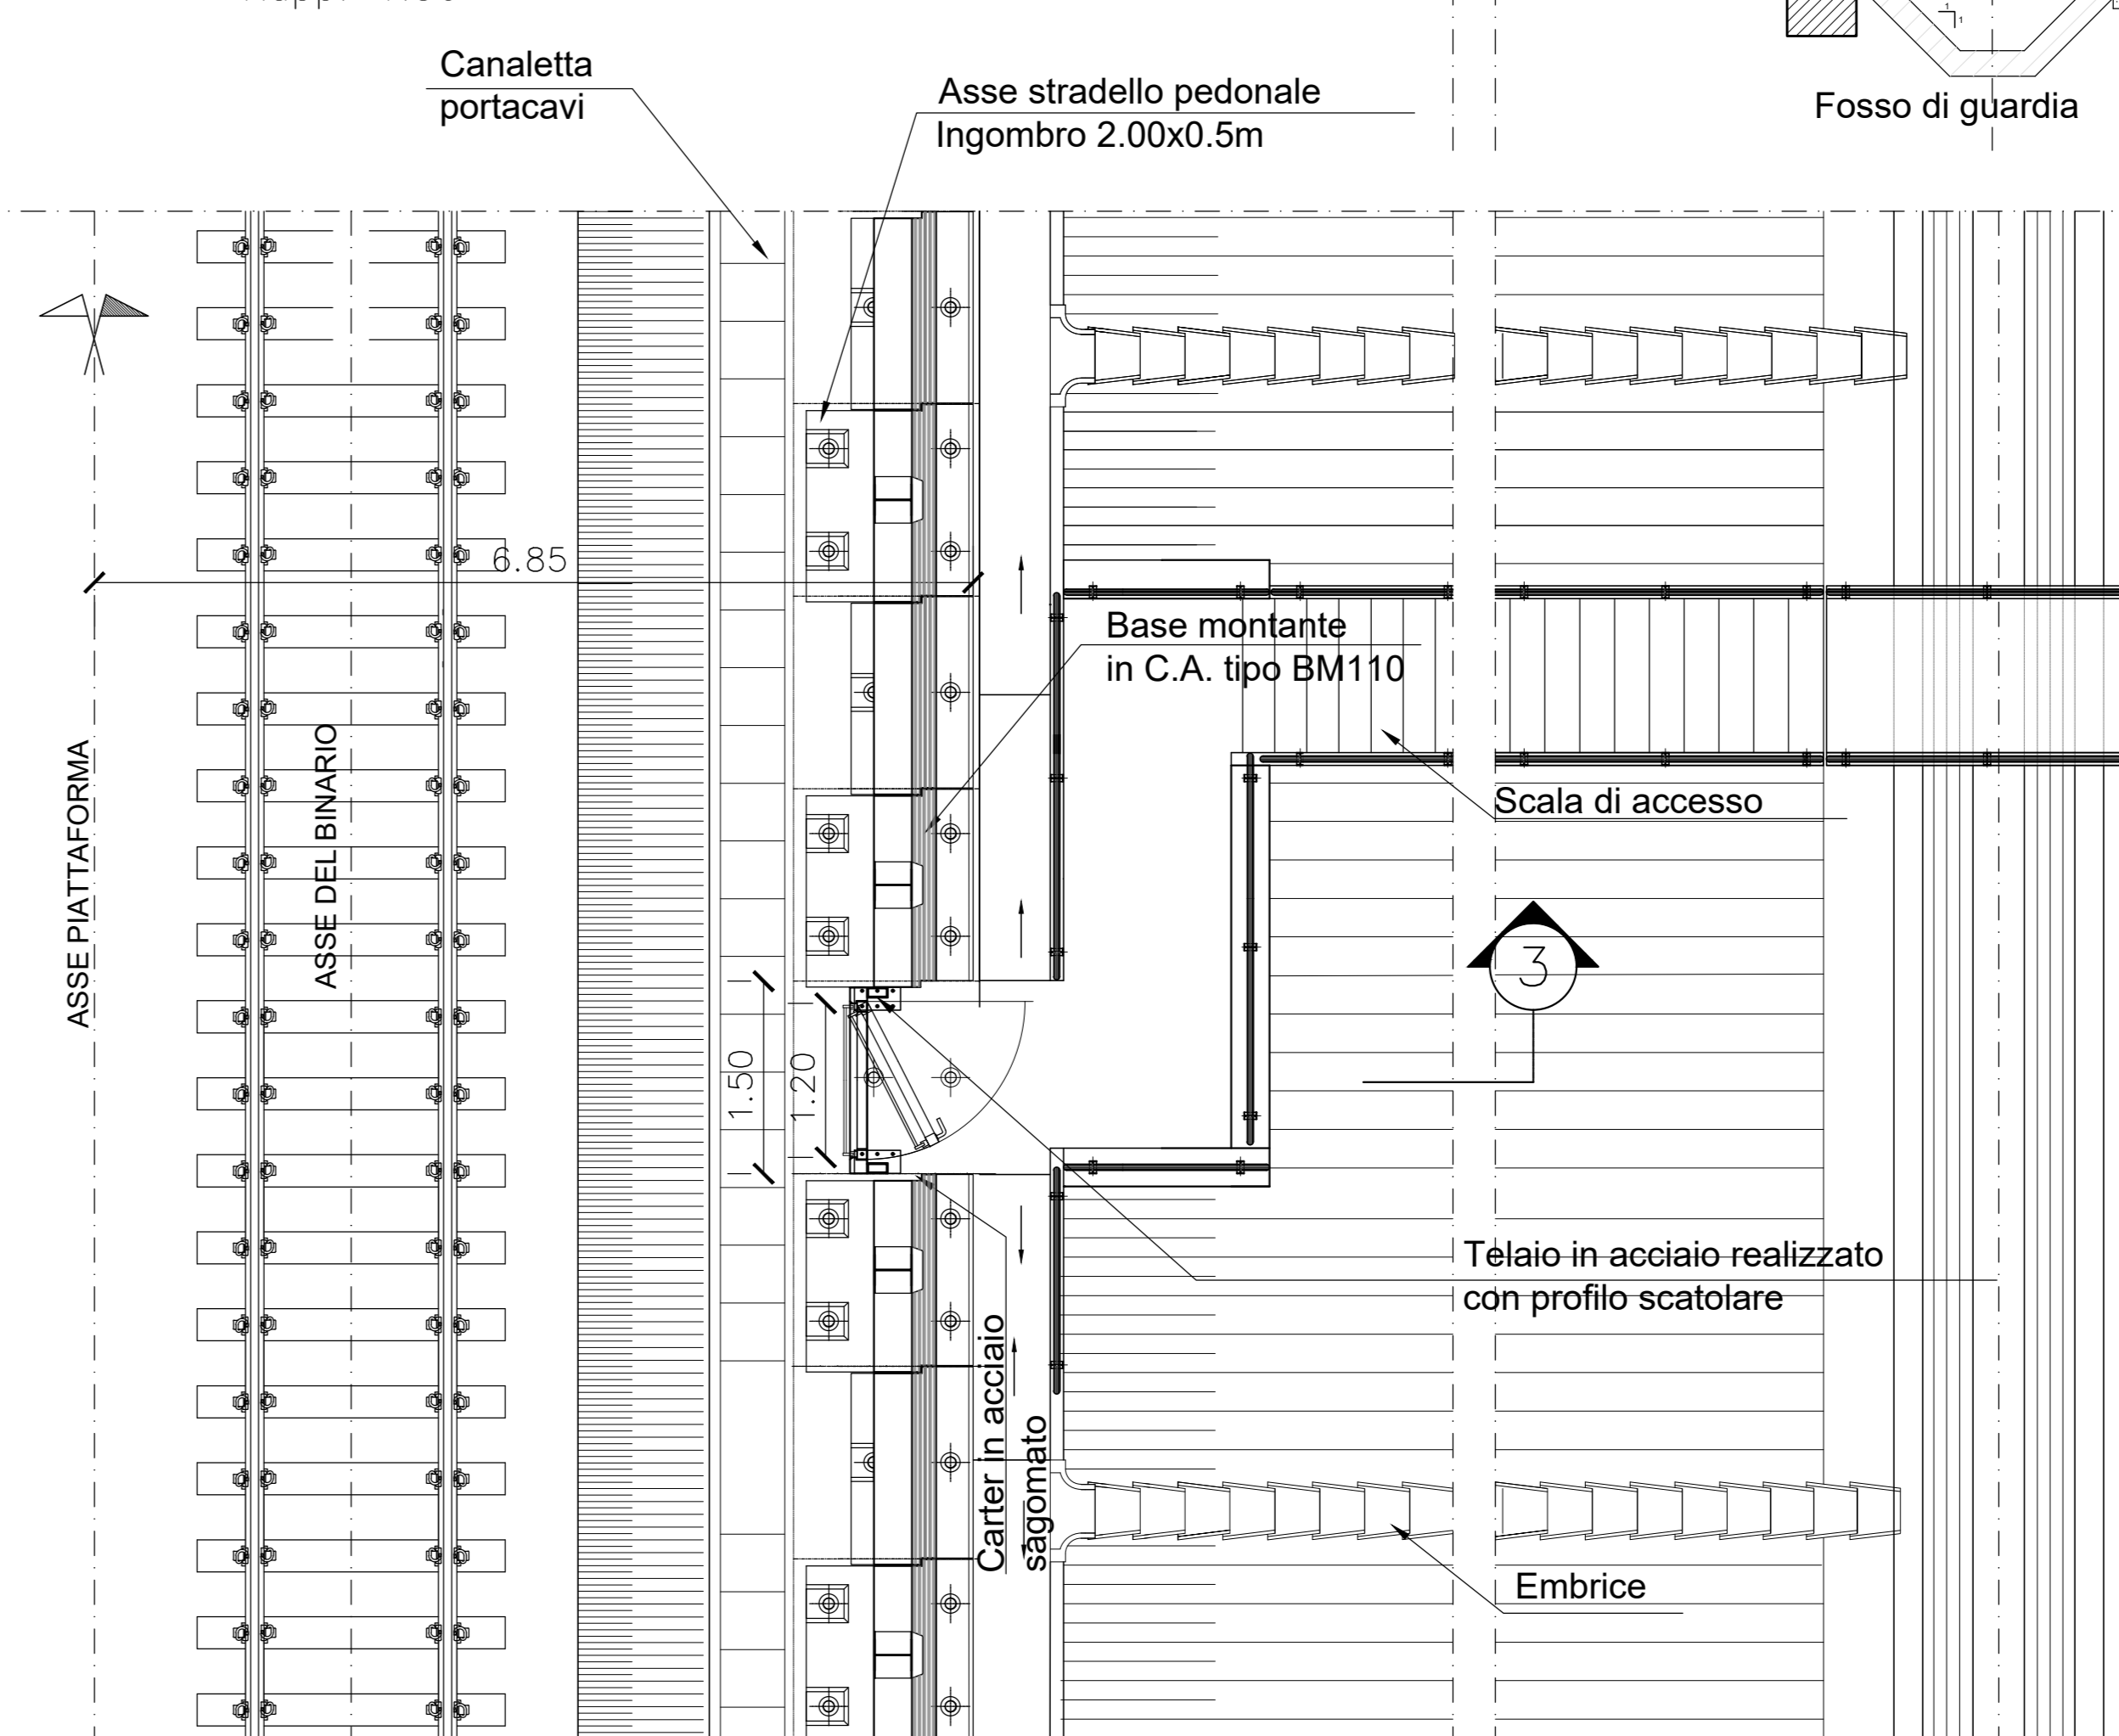 Canaletta
portacavi
Asse stradello pedonale
Ingombro 2.00x0.5m
Fosso di guardia
1
1
6.85
Base montante
in C.A. tipo BM110
ASSE PIATTAFORMA
ASSE DEL BINARIO
Scala di accesso
3
1.50
1.20
Telaio in acciaio realizzato
con profilo scatolare
Carter in acciaio
sagomato
Embrice